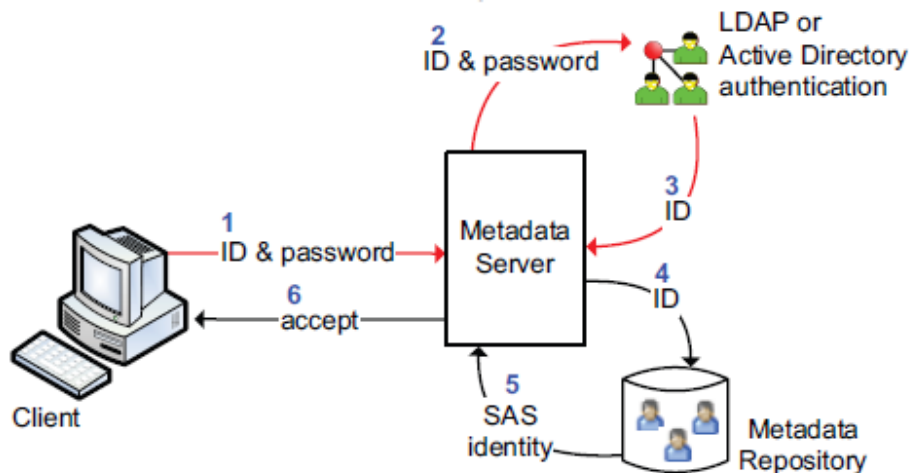 2
ID & password
LDAP or
Active Directory
authentication
3
ID
1
ID & password
Metadata
Server
4
ID
6
accept
5
SAS
identity
Client
Metadata
Repository